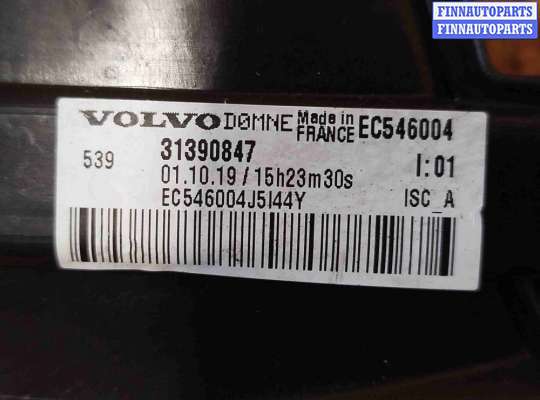 FINNAUTOPARTS
FINNAUTOPARTS
VOLVO DØMNE Made in FRANCE EC546004
539 31390847 I:01
01.10.19 / 15h23m30s
EC546004J5I44Y ISC_A